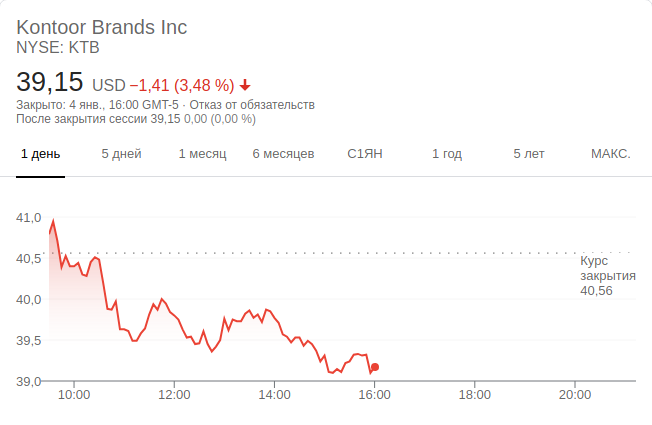 Kontoor Brands Inc
NYSE: KTB
39,15 USD −1,41 (3,48 %)
Закрыто: 4 янв., 16:00 GMT-5 · Отказ от обязательств
После закрытия сессии 39,15 0,00 (0,00 %)
1 день 5 дней 1 месяц 6 месяцев С1ЯН 1 год 5 лет МАКС.
41,0
40,5
40,0
39,5
39,0
Курс
закрытия
40,56
10:00 12:00 14:00 16:00 18:00 20:00